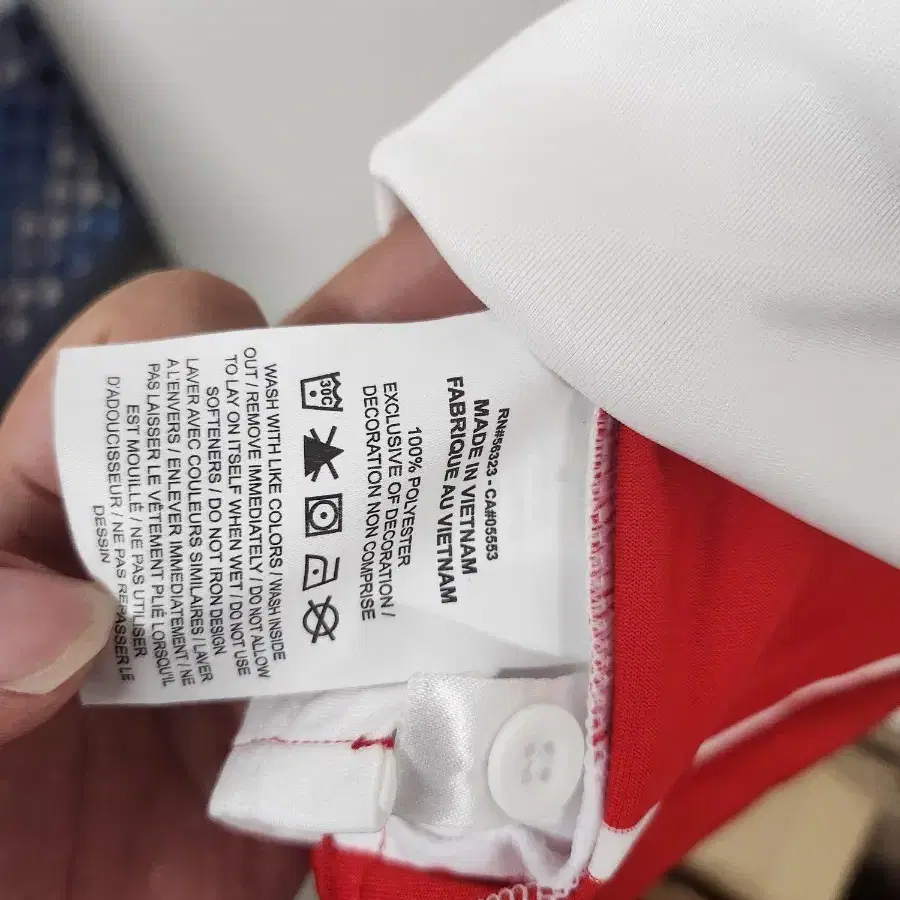 RN#56323 - CA#05553
MADE IN VIETNAM
FABRIQUE AU VIETNAM
100% POLYESTER
EXCLUSIVE OF DECORATION /
DECORATION NON COMPRISE
30C
WASH WITH LIKE COLORS / WASH INSIDE
OUT / REMOVE IMMEDIATELY / DO NOT ALLOW
TO LAY ON ITSELF WHEN WET / DO NOT USE
SOFTENERS / DO NOT IRON DESIGN
LAVER AVEC COULEURS SIMILAIRES / LAVER
A L'ENVERS / ENLEVER IMMEDIATEMENT / NE
PAS LAISSER LE VÊTEMENT PLIÉ LORSQU'IL
EST MOUILLÉ / NE PAS UTILISER
D'ADOUCISSEUR / NE PAS REPASSER LE
DESSIN